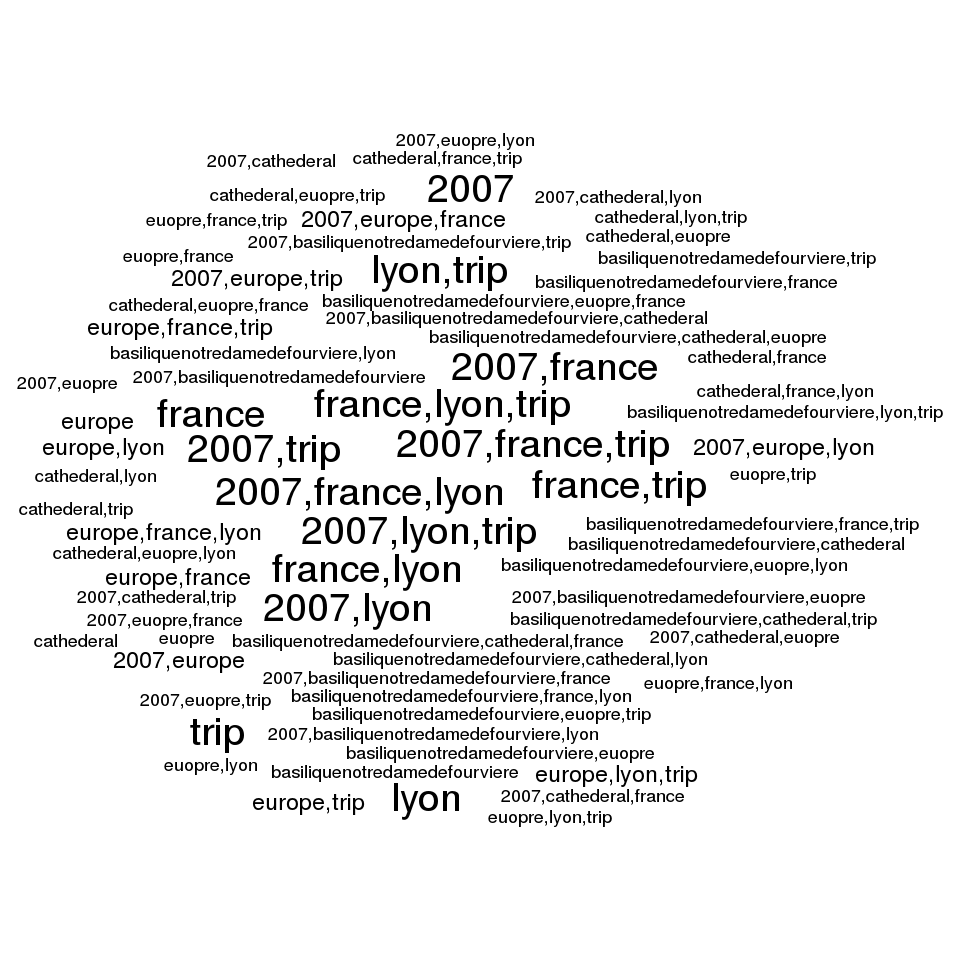 2007,euopre,lyon
2007,cathederal cathederal,france,trip
cathederal,euopre,trip 2007 2007,cathederal,lyon
euopre,france,trip 2007,europe,france cathederal,lyon,trip
2007,basiliquenotredamedefourviere,trip cathederal,euopre
euopre,france lyon,trip basiliquenotredamedefourviere,trip
2007,europe,trip basiliquenotredamedefourviere,france
cathederal,euopre,france basiliquenotredamedefourviere,euopre,france
europe,france,trip 2007,basiliquenotredamedefourviere,cathederal
basiliquenotredamedefourviere,cathederal,euopre
basiliquenotredamedefourviere,lyon 2007,france cathederal,france
2007,euopre 2007,basiliquenotredamedefourviere
cathederal,france,lyon
europe france france,lyon,trip basiliquenotredamedefourviere,lyon,trip
europe,lyon 2007,trip 2007,france,trip 2007,europe,lyon
cathederal,lyon euopre,trip
2007,france,lyon france,trip
cathederal,trip
europe,france,lyon 2007,lyon,trip basiliquenotredamedefourviere,france,trip
cathederal,euopre,lyon basiliquenotredamedefourviere,cathederal
europe,france france,lyon basiliquenotredamedefourviere,euopre,lyon
2007,cathederal,trip 2007,basiliquenotredamedefourviere,euopre
2007,euopre,france 2007,lyon basiliquenotredamedefourviere,cathederal,trip
cathederal euopre basiliquenotredamedefourviere,cathederal,france 2007,cathederal,euopre
2007,europe basiliquenotredamedefourviere,cathederal,lyon
2007,basiliquenotredamedefourviere,france euopre,france,lyon
2007,euopre,trip basiliquenotredamedefourviere,france,lyon
basiliquenotredamedefourviere,euopre,trip
trip 2007,basiliquenotredamedefourviere,lyon
basiliquenotredamedefourviere,euopre
euopre,lyon basiliquenotredamedefourviere europe,lyon,trip
europe,trip lyon 2007,cathederal,france
euopre,lyon,trip